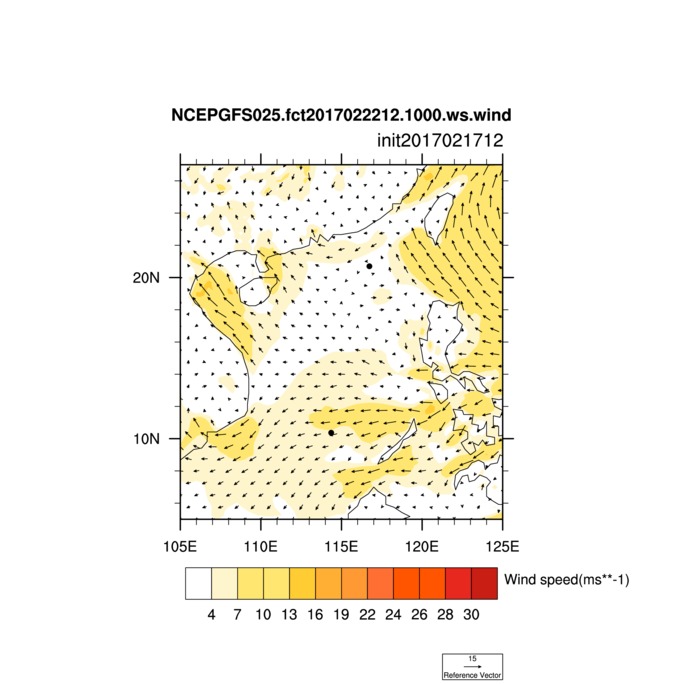 NCEPGFS025.fct2017022212.1000.ws.wind
init2017021712
20N
10N
105E 110E 115E 120E 125E
Wind speed(ms**-1)
4 7 10 13 16 19 22 24 26 28 30
15
Reference Vector